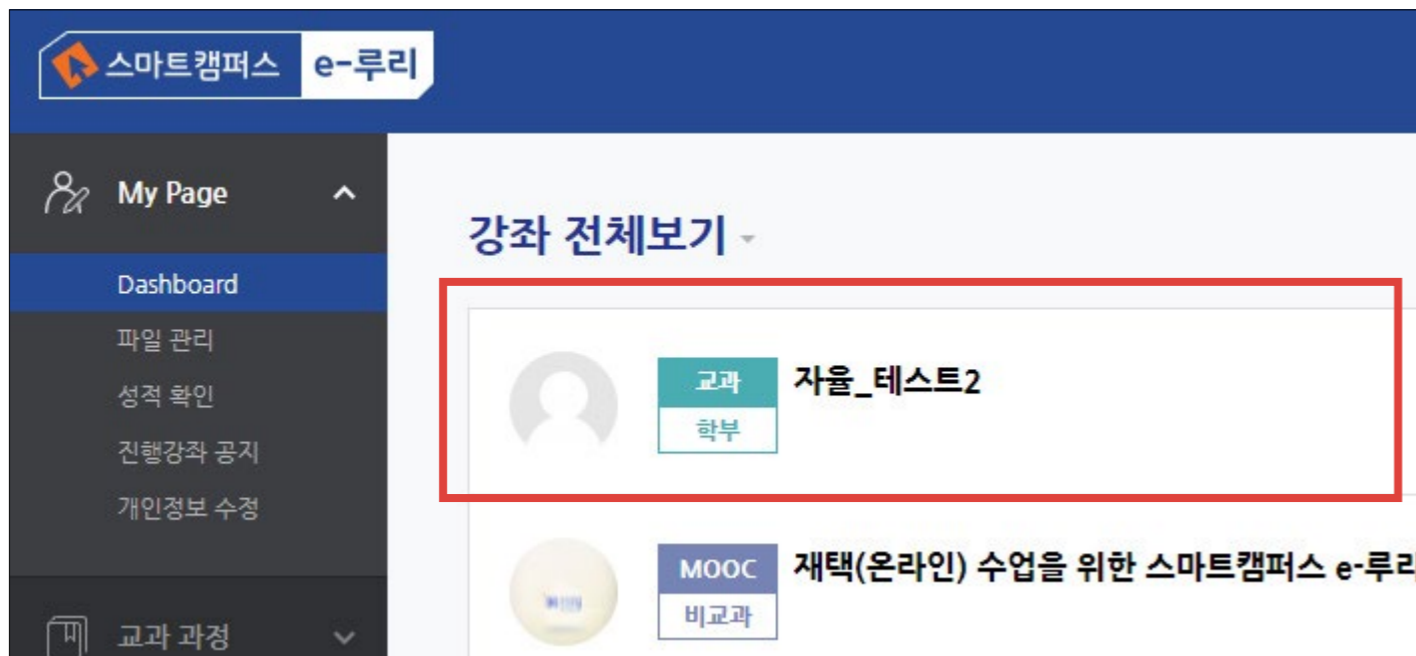 스마트캠퍼스 e-루리
My Page
Dashboard
파일 관리
성적 확인
진행강좌 공지
개인정보 수정
교과 과정
강좌 전체보기
교과
학부
자율_테스트2
MOOC
비교과
재택(온라인) 수업을 위한 스마트캠퍼스 e-루리